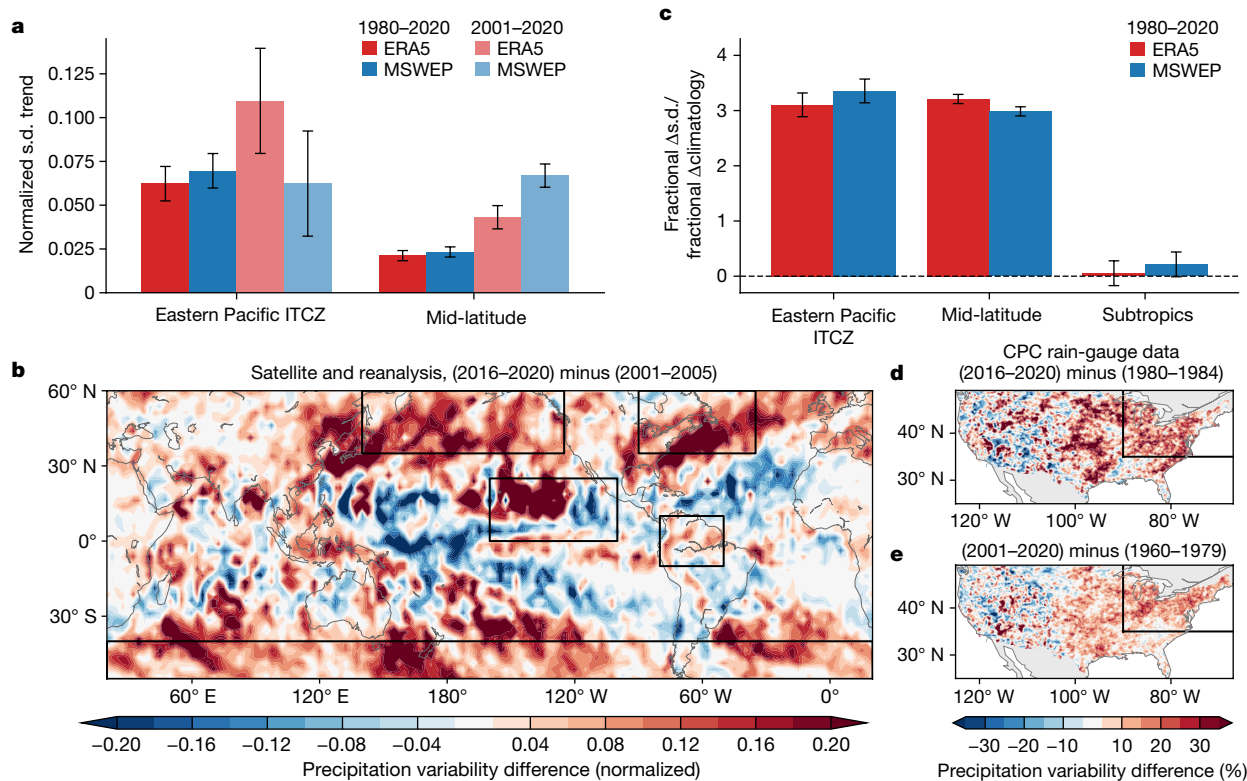 a
1980–2020 2001–2020
ERA5 ERA5
MSWEP MSWEP
Normalized s.d. trend
0.125
0.100
0.075
0.050
0.025
0
Eastern Pacific ITCZ Mid-latitude
c
1980–2020
ERA5
MSWEP
Fractional Δs.d./
fractional Δclimatology
4
3
2
1
0
Eastern Pacific Mid-latitude Subtropics
ITCZ
b Satellite and reanalysis, (2016–2020) minus (2001–2005)
60° N
30° N
0°
30° S
60° E 120° E 180° 120° W 60° W 0°
−0.20 −0.16 −0.12 −0.08 −0.04 0.04 0.08 0.12 0.16 0.20
Precipitation variability difference (normalized)
CPC rain-gauge data
d (2016–2020) minus (1980–1984)
40° N
30° N
120° W 100° W 80° W
e (2001–2020) minus (1960–1979)
40° N
30° N
120° W 100° W 80° W
−30 −20 −10 10 20 30
Precipitation variability difference (%)